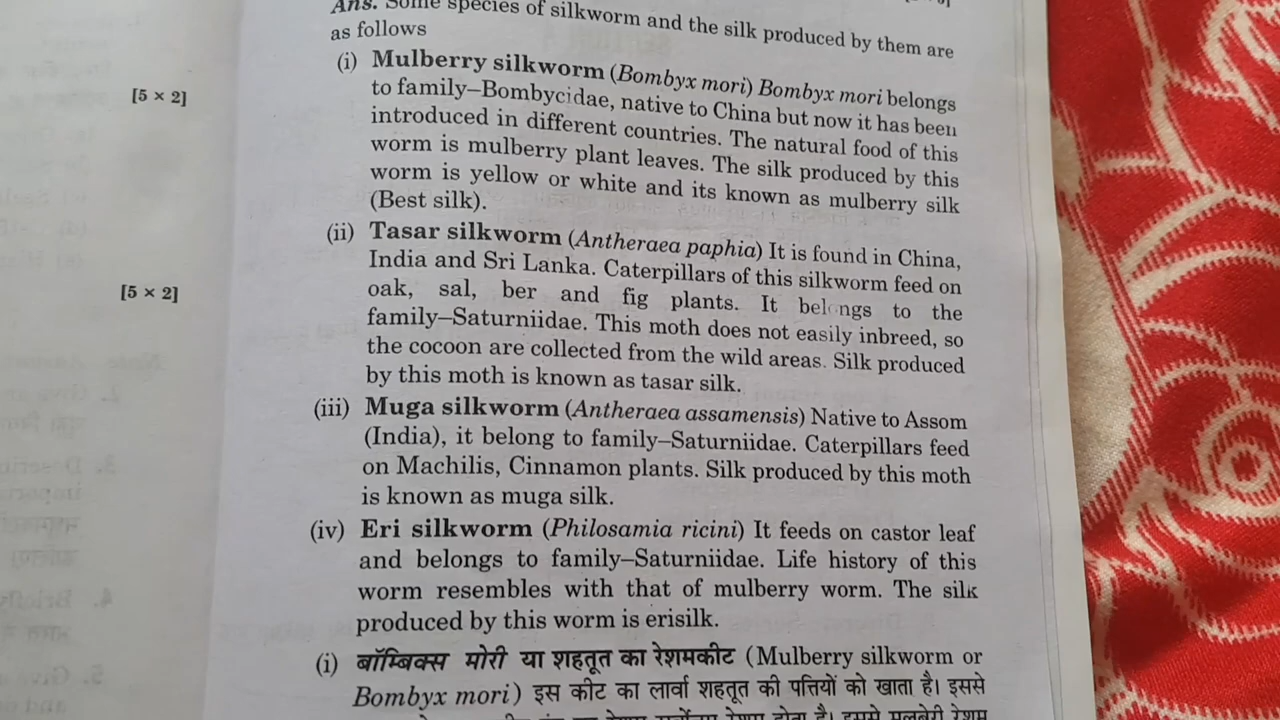 Ans. Some species of silkworm and the silk produced by them are
as follows
[5 × 2]
(i) Mulberry silkworm (Bombyx mori) Bombyx mori belongs
to family–Bombycidae, native to China but now it has been
introduced in different countries. The natural food of this
worm is mulberry plant leaves. The silk produced by this
worm is yellow or white and its known as mulberry silk
(Best silk).
(ii) Tasar silkworm (Antheraea paphia) It is found in China,
India and Sri Lanka. Caterpillars of this silkworm feed on
[5 × 2]
oak, sal, ber and fig plants. It belongs to the
family–Saturniidae. This moth does not easily inbreed, so
the cocoon are collected from the wild areas. Silk produced
by this moth is known as tasar silk.
(iii) Muga silkworm (Antheraea assamensis) Native to Assom
(India), it belong to family–Saturniidae. Caterpillars feed
on Machilis, Cinnamon plants. Silk produced by this moth
is known as muga silk.
(iv) Eri silkworm (Philosamia ricini) It feeds on castor leaf
and belongs to family–Saturniidae. Life history of this
worm resembles with that of mulberry worm. The silk
produced by this worm is erisilk.
(i) बॉम्बिक्स मोरी या शहतूत का रेशमकीट (Mulberry silkworm or
Bombyx mori) इस कीट का लार्वा शहतूत की पत्तियों को खाता है। इससे